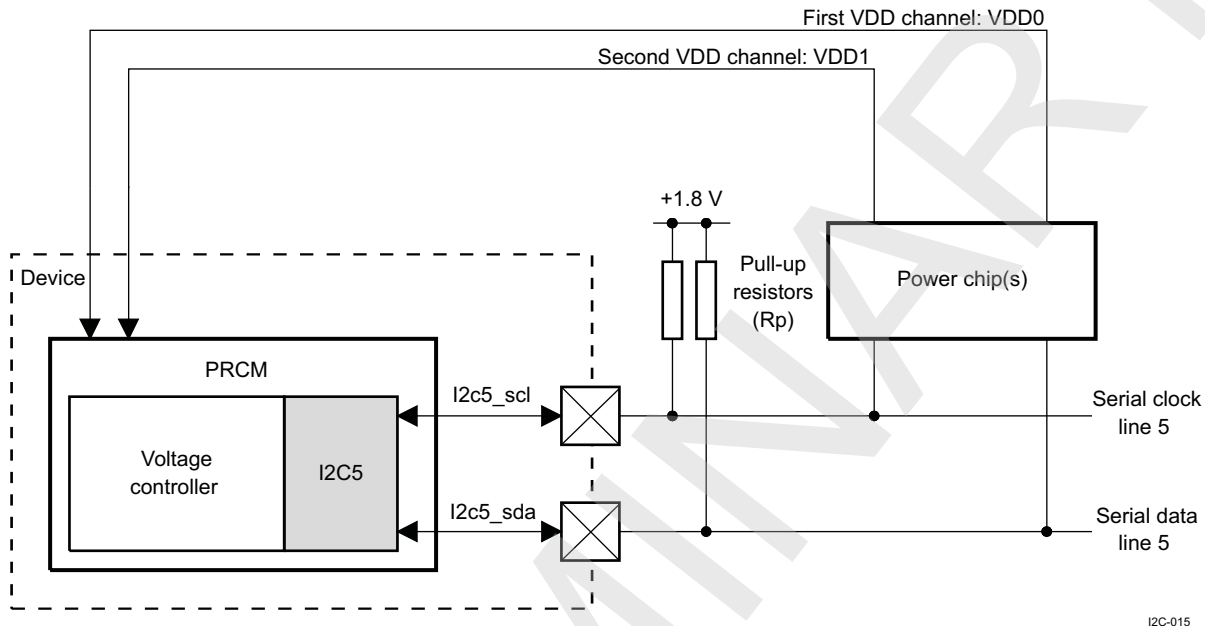 First VDD channel: VDD0
Second VDD channel: VDD1
+1.8 V
Device
Pull-up
resistors
(Rp)
Power chip(s)
PRCM
I2c5_scl
Serial clock
line 5
Voltage
controller
I2C5
I2c5_sda
Serial data
line 5
I2C-015
MINAR